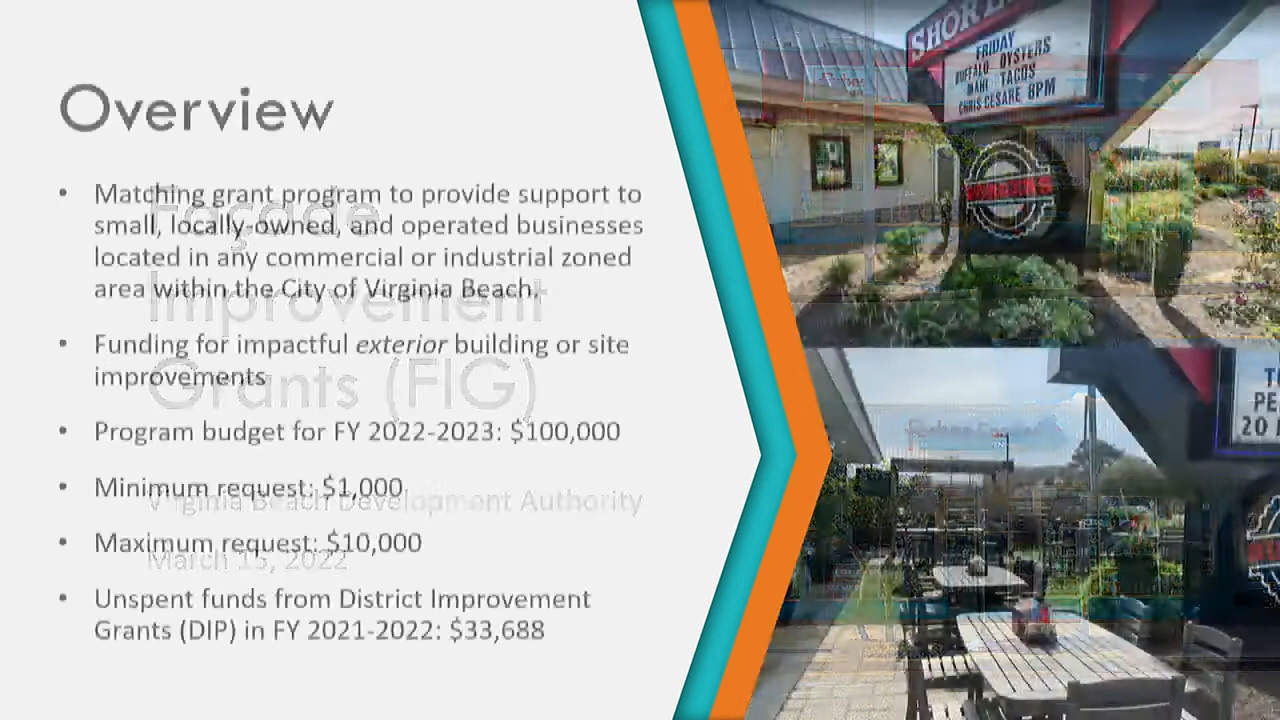 Overview
• Matching grant program to provide support to
small, locally-owned, and operated businesses
located in any commercial or industrial zoned
area within the City of Virginia Beach.
• Funding for impactful exterior building or site
improvements
• Program budget for FY 2022-2023: $100,000
• Minimum request: $1,000
• Maximum request: $10,000
• Unspent funds from District Improvement
Grants (DIP) in FY 2021-2022: $33,688
Façade
Improvement
Grants (FIG)
Virginia Beach Development Authority
March 15, 2022
FRIDAY
BUFFALO OYSTERS
MAHI TACOS
CHRIS CESARE 8PM
20